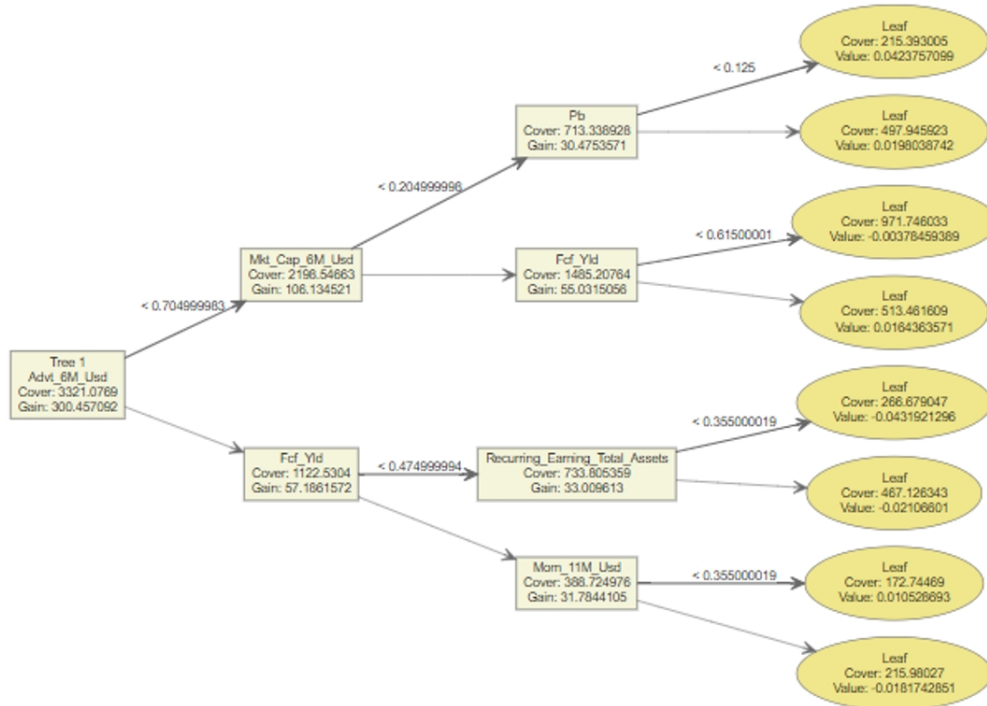 Leaf
Cover: 215.393005
Value: 0.0423757099
< 0.125
Pb
Cover: 713.338928
Gain: 30.4753571
Leaf
Cover: 497.945923
Value: 0.0198038742
< 0.204999996
Leaf
Cover: 971.746033
Value: -0.00378459389
< 0.61500001
Mkt_Cap_6M_Usd
Cover: 2198.54663
Gain: 106.134521
Fcf_Yld
Cover: 1485.20764
Gain: 55.0315056
Leaf
Cover: 513.461609
Value: 0.0164363571
< 0.704999983
Tree 1
Advt_6M_Usd
Cover: 3321.0769
Gain: 300.457092
Leaf
Cover: 266.679047
Value: -0.0431921296
< 0.355000019
Fcf_Yld
Cover: 1122.5304
Gain: 57.1861572
< 0.474999994
Recurring_Earning_Total_Assets
Cover: 733.805359
Gain: 33.009613
Leaf
Cover: 467.126343
Value: -0.02106601
Mom_11M_Usd
Cover: 388.724976
Gain: 31.7844105
< 0.355000019
Leaf
Cover: 172.74469
Value: 0.010528693
Leaf
Cover: 215.98027
Value: -0.0181742851